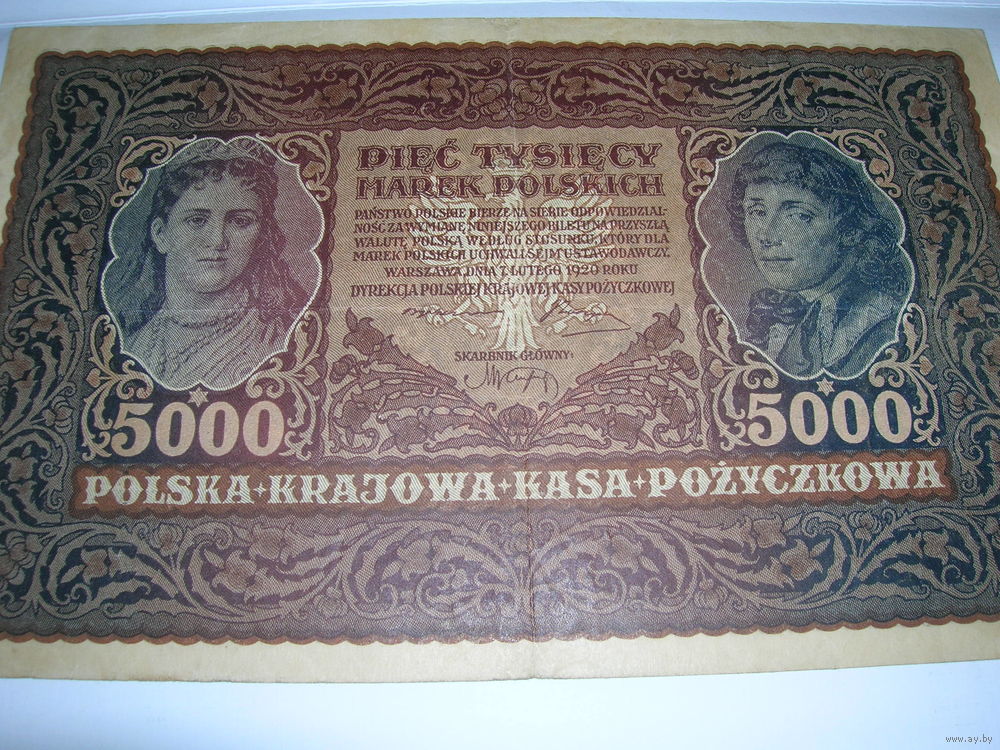 PIĘĆ TYSIĘCY
MAREK POLSKICH
PAŃSTWO POLSKIE BIERZE NA SIEBIE ODPOWIEDZIAL-
NOŚĆ ZA WYMIANĘ NINIEJSZEGO BILETU NA PRZYSZŁĄ
WALUTĘ POLSKĄ WEDŁUG STOSUNKU, KTÓRY DLA
MAREK POLSKICH UCHWALI SEJM USTAWODAWCZY.
WARSZAWA, DNIA 7 LUTEGO 1920 ROKU
DYREKCJA POLSKIEJ KRAJOWEJ KASY POŻYCZKOWEJ
SKARBNIK GŁÓWNY:
5000
5000
POLSKA+KRAJOWA+KASA+POŻYCZKOWA
www.ay.by